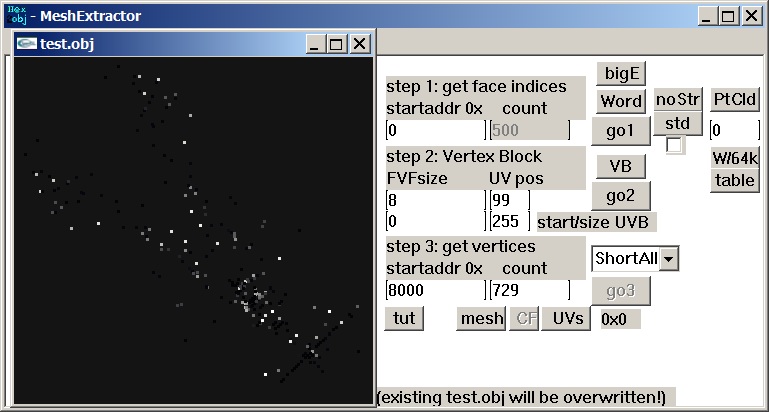 Hex
obj
- MeshExtractor
test.obj
step 1: get face indices
startaddr 0x count
0
500
bigE
Word
go1
noStr
std
PtCld
0
W/64k
table
step 2: Vertex Block
FVFsize UV pos
8
99
0
255
start/size UVB
VB
go2
step 3: get vertices
startaddr 0x count
8000
729
ShortAll
go3
tut
mesh
CF
UVs
0x0
(existing test.obj will be overwritten!)